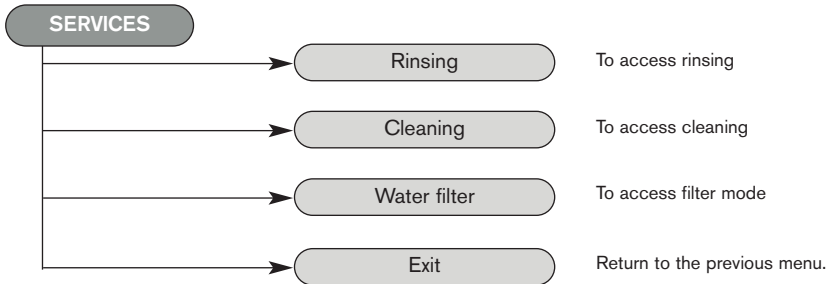 SERVICES
Rinsing To access rinsing
Cleaning To access cleaning
Water filter To access filter mode
Exit Return to the previous menu.